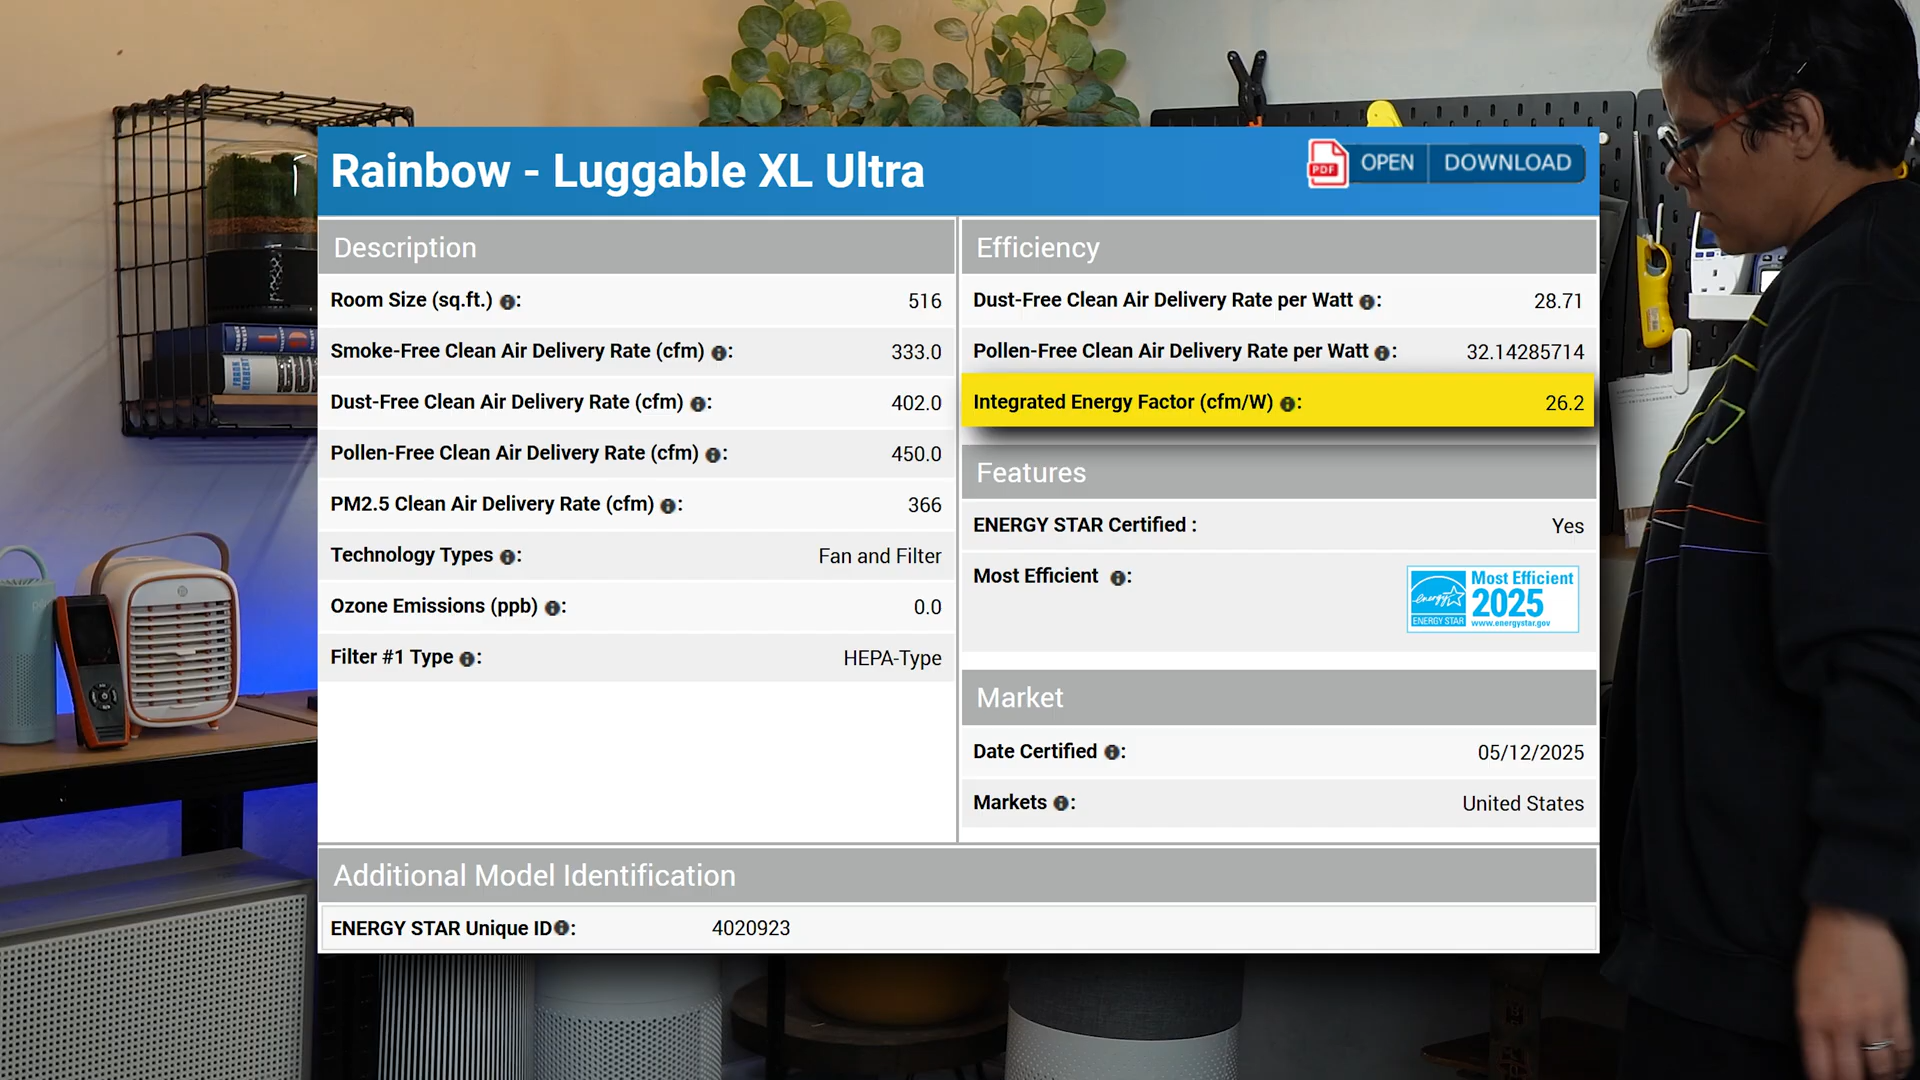 Rainbow - Luggable XL Ultra
PDF OPEN DOWNLOAD
Description
Room Size (sq.ft.) : 516
Smoke-Free Clean Air Delivery Rate (cfm) : 333.0
Dust-Free Clean Air Delivery Rate (cfm) : 402.0
Pollen-Free Clean Air Delivery Rate (cfm) : 450.0
PM2.5 Clean Air Delivery Rate (cfm) : 366
Technology Types : Fan and Filter
Ozone Emissions (ppb) : 0.0
Filter #1 Type : HEPA-Type
Efficiency
Dust-Free Clean Air Delivery Rate per Watt : 28.71
Pollen-Free Clean Air Delivery Rate per Watt : 32.14285714
Integrated Energy Factor (cfm/W) : 26.2
Features
ENERGY STAR Certified : Yes
Most Efficient :
energy
ENERGY STAR
Most Efficient
2025
www.energystar.gov
Market
Date Certified : 05/12/2025
Markets : United States
Additional Model Identification
ENERGY STAR Unique ID : 4020923